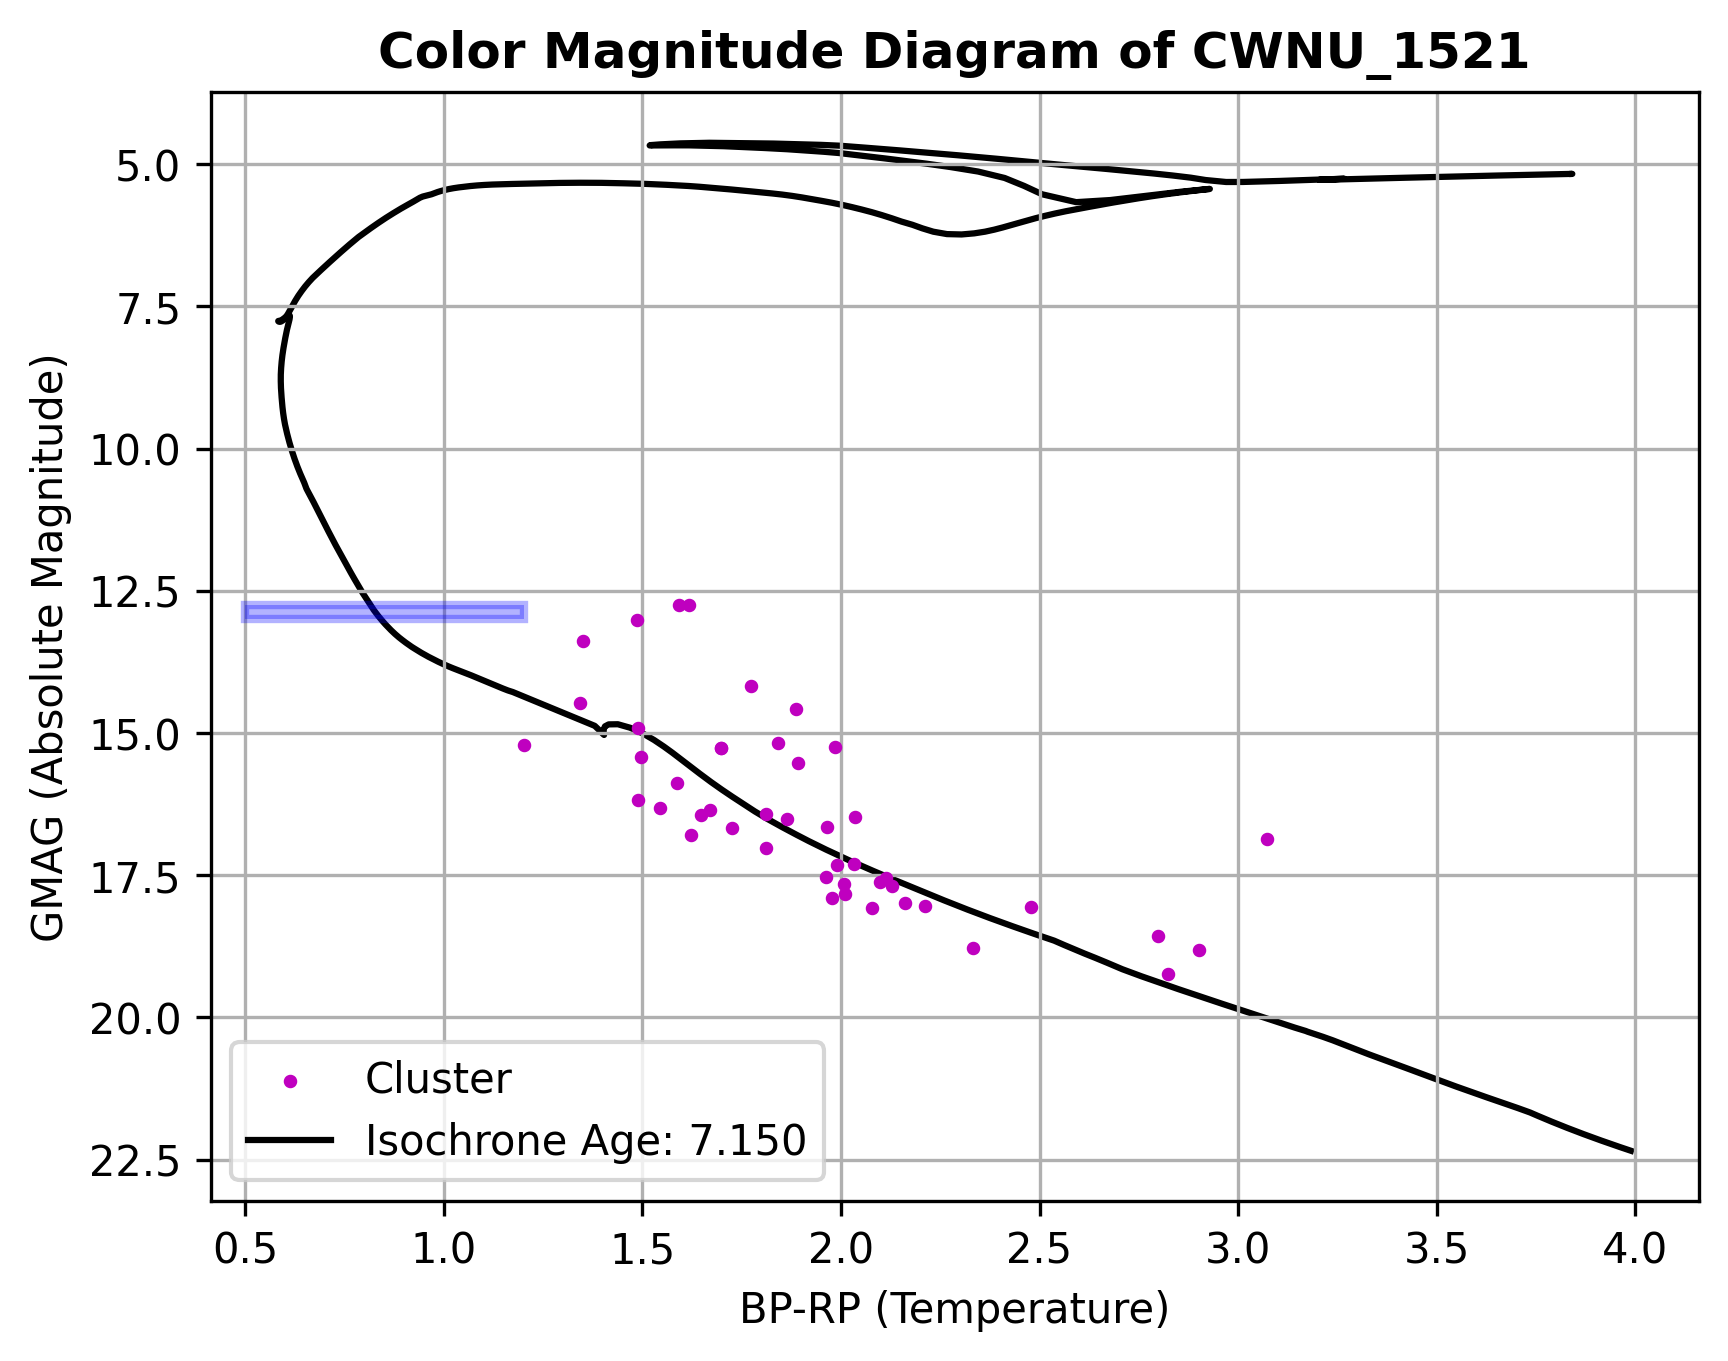 Color Magnitude Diagram of CWNU_1521
GMAG (Absolute Magnitude)
5.0
7.5
10.0
12.5
15.0
17.5
20.0
22.5
Cluster
Isochrone Age: 7.150
0.5 1.0 1.5 2.0 2.5 3.0 3.5 4.0
BP-RP (Temperature)